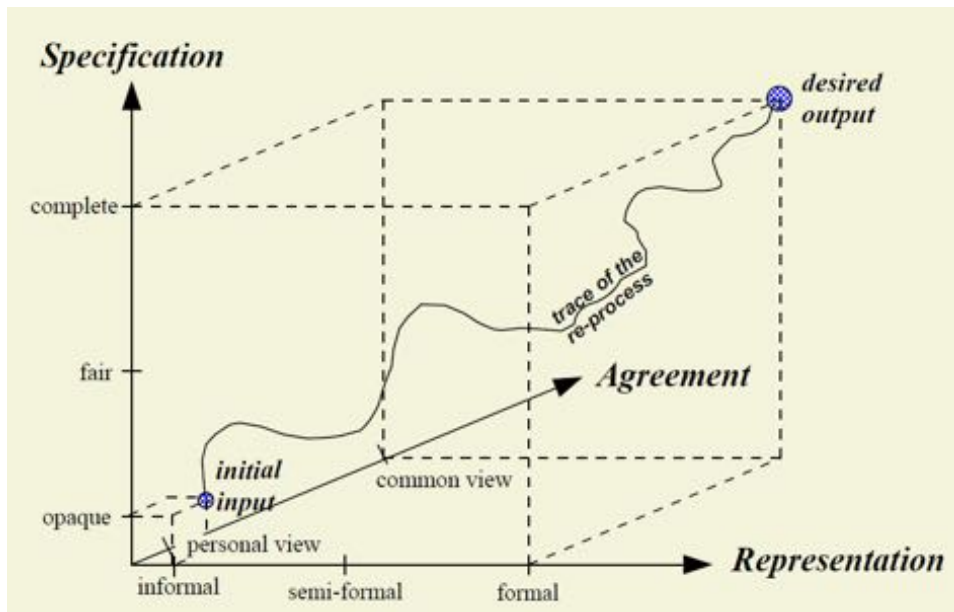 Specification
desired
output
complete
trace of the
re-process
fair
Agreement
initial
input
common view
opaque
personal view
Representation
informal
semi-formal
formal